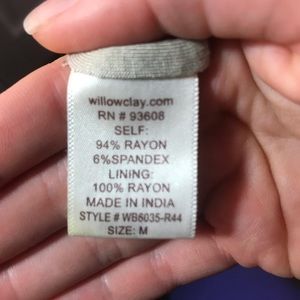 willowclay.com
RN # 93608
SELF:
94% RAYON
6%SPANDEX
LINING:
100% RAYON
MADE IN INDIA
STYLE # WB6035-R44
SIZE: M